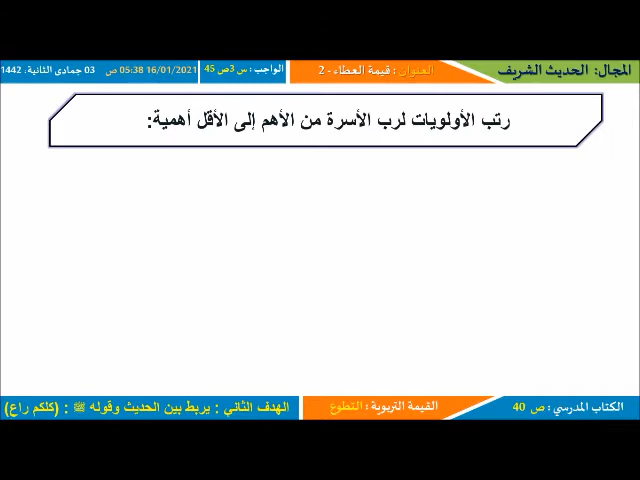 المجال: الحديث الشريف
العنوان : قيمة العطاء - 2
الواجب : س 3ص 45
16/01/2021 05:38 ص
03 جمادى الثانية، 1442
رتب الأولويات لرب الأسرة من الأهم إلى الأقل أهمية:
الكتاب المدرسي : ص 40
القيمة التربوية : التطوع
الهدف الثاني : يربط بين الحديث وقوله ﷺ : (كلكم راع)